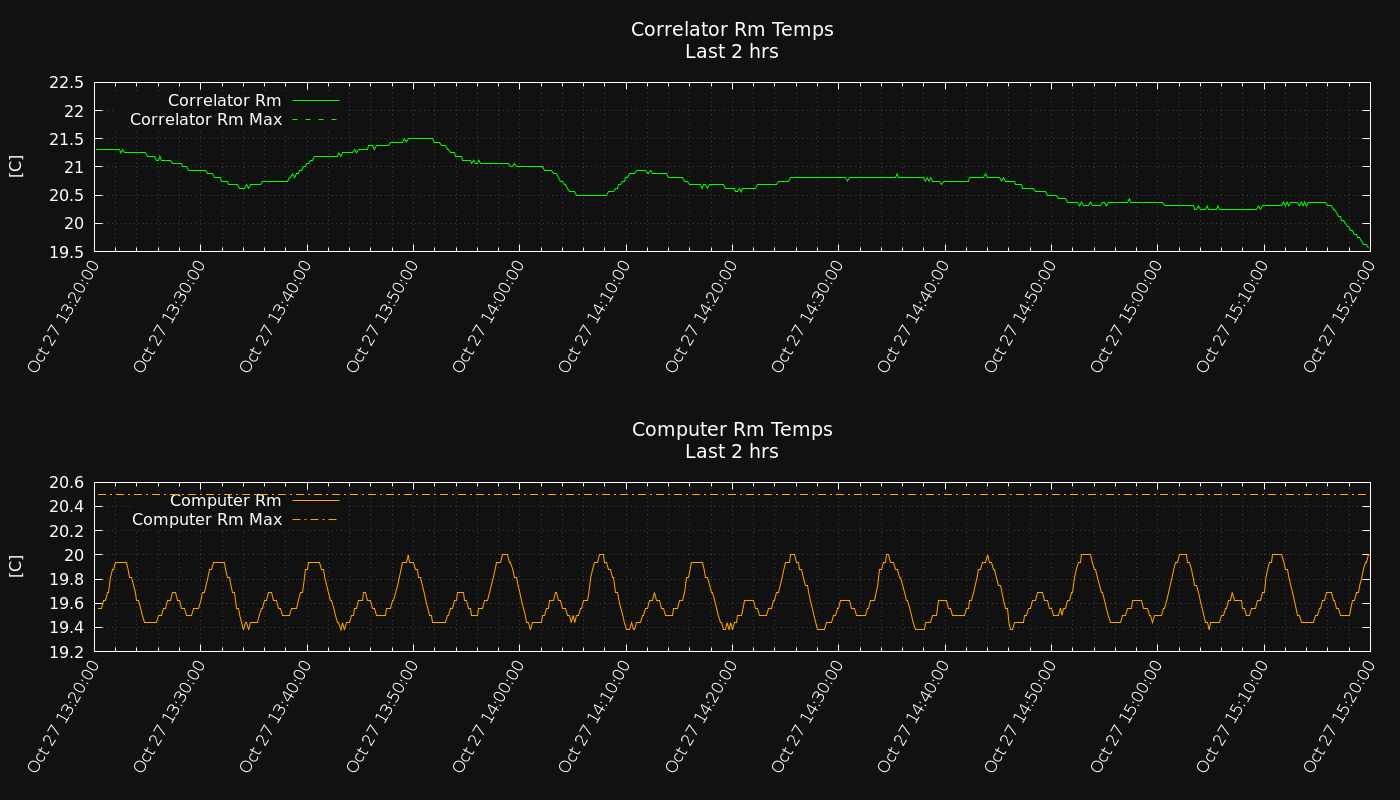 Correlator Rm Temps
Last 2 hrs
22.5
22
21.5
21
20.5
20
19.5
[C]
Correlator Rm
Correlator Rm Max
Oct 27 13:20:00
Oct 27 13:30:00
Oct 27 13:40:00
Oct 27 13:50:00
Oct 27 14:00:00
Oct 27 14:10:00
Oct 27 14:20:00
Oct 27 14:30:00
Oct 27 14:40:00
Oct 27 14:50:00
Oct 27 15:00:00
Oct 27 15:10:00
Oct 27 15:20:00
Computer Rm Temps
Last 2 hrs
20.6
20.4
20.2
20
19.8
19.6
19.4
19.2
[C]
Computer Rm
Computer Rm Max
Oct 27 13:20:00
Oct 27 13:30:00
Oct 27 13:40:00
Oct 27 13:50:00
Oct 27 14:00:00
Oct 27 14:10:00
Oct 27 14:20:00
Oct 27 14:30:00
Oct 27 14:40:00
Oct 27 14:50:00
Oct 27 15:00:00
Oct 27 15:10:00
Oct 27 15:20:00